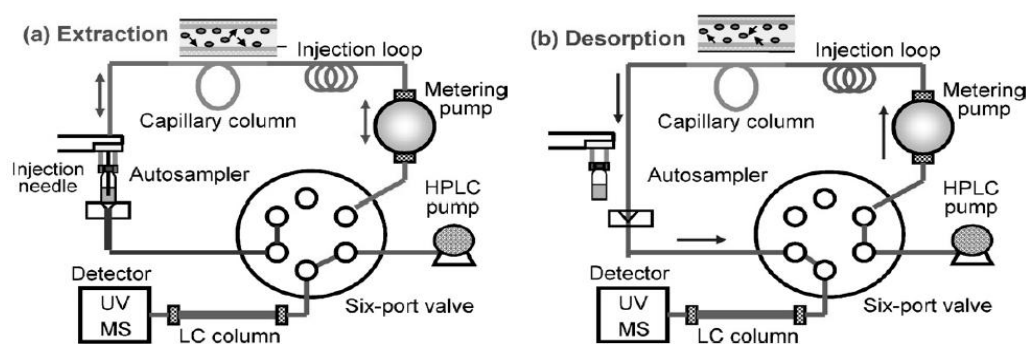 (a) Extraction
Injection loop
Metering
pump
Capillary column
Injection
needle
Autosampler
HPLC
pump
Detector
UV
MS
LC column
Six-port valve
(b) Desorption
Injection loop
Metering
pump
Capillary column
Autosampler
HPLC
pump
Detector
UV
MS
LC column
Six-port valve